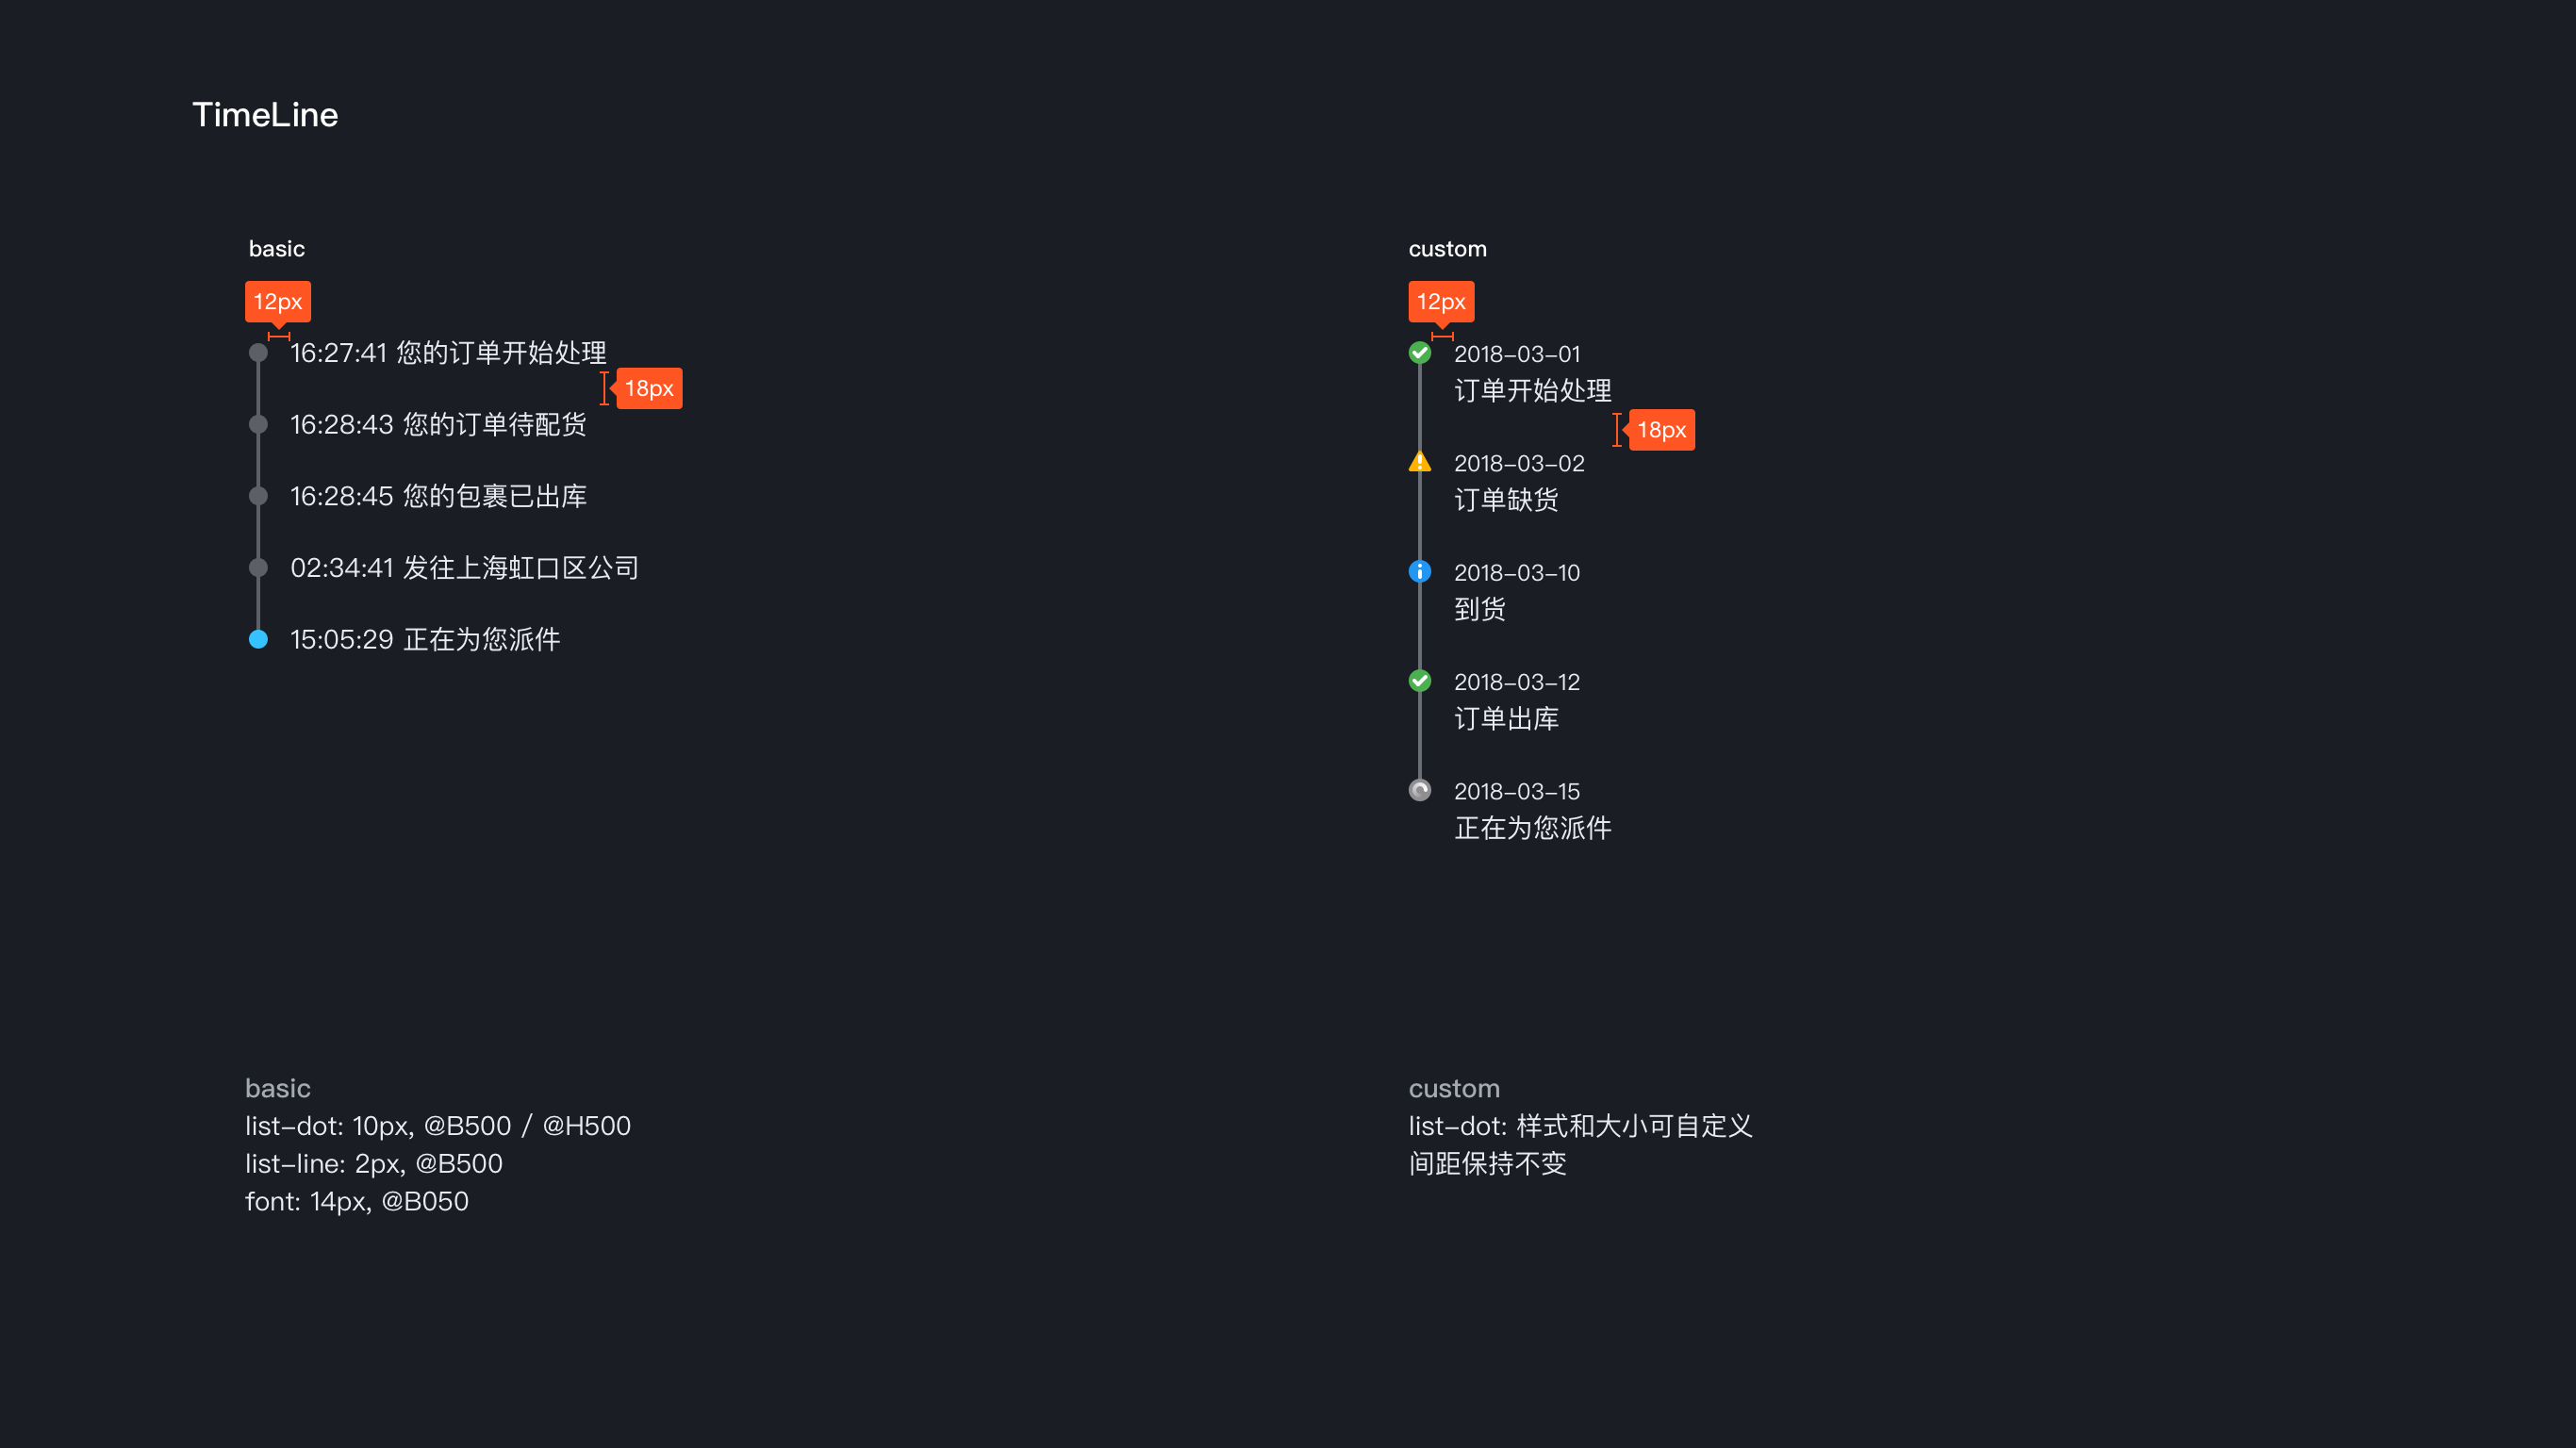 TimeLine
basic
12px
16:27:41 您的订单开始处理
18px
16:28:43 您的订单待配货
16:28:45 您的包裹已出库
02:34:41 发往上海虹口区公司
15:05:29 正在为您派件
custom
12px
2018-03-01
订单开始处理
18px
2018-03-02
订单缺货
2018-03-10
到货
2018-03-12
订单出库
2018-03-15
正在为您派件
basic
list-dot: 10px, @B500 / @H500
list-line: 2px, @B500
font: 14px, @B050
custom
list-dot: 样式和大小可自定义
间距保持不变